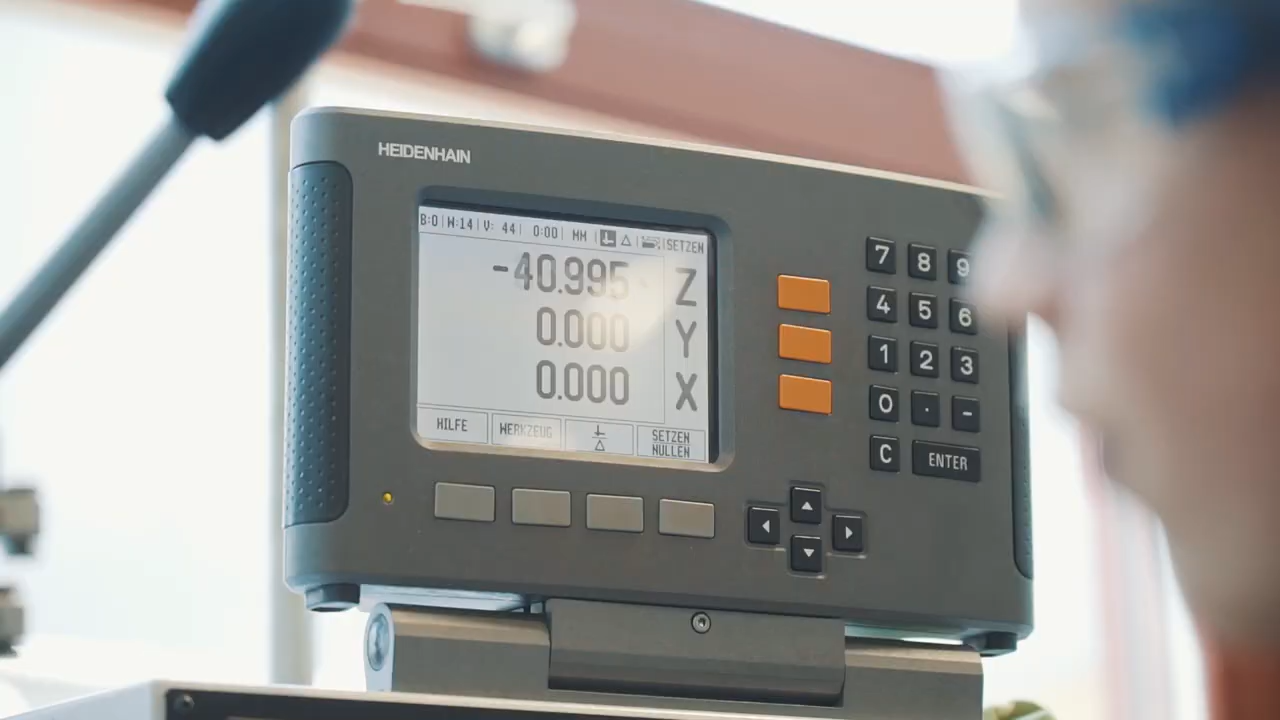 HEIDENHAIN
B:0 | W:14 | V: 44 | 0:00 | MM | SETZEN
-40.995 Z
0.000 Y
0.000 X
HILFE WERKZEUG SETZEN NULLEN
7 8 9
4 5 6
1 2 3
0 . -
C ENTER